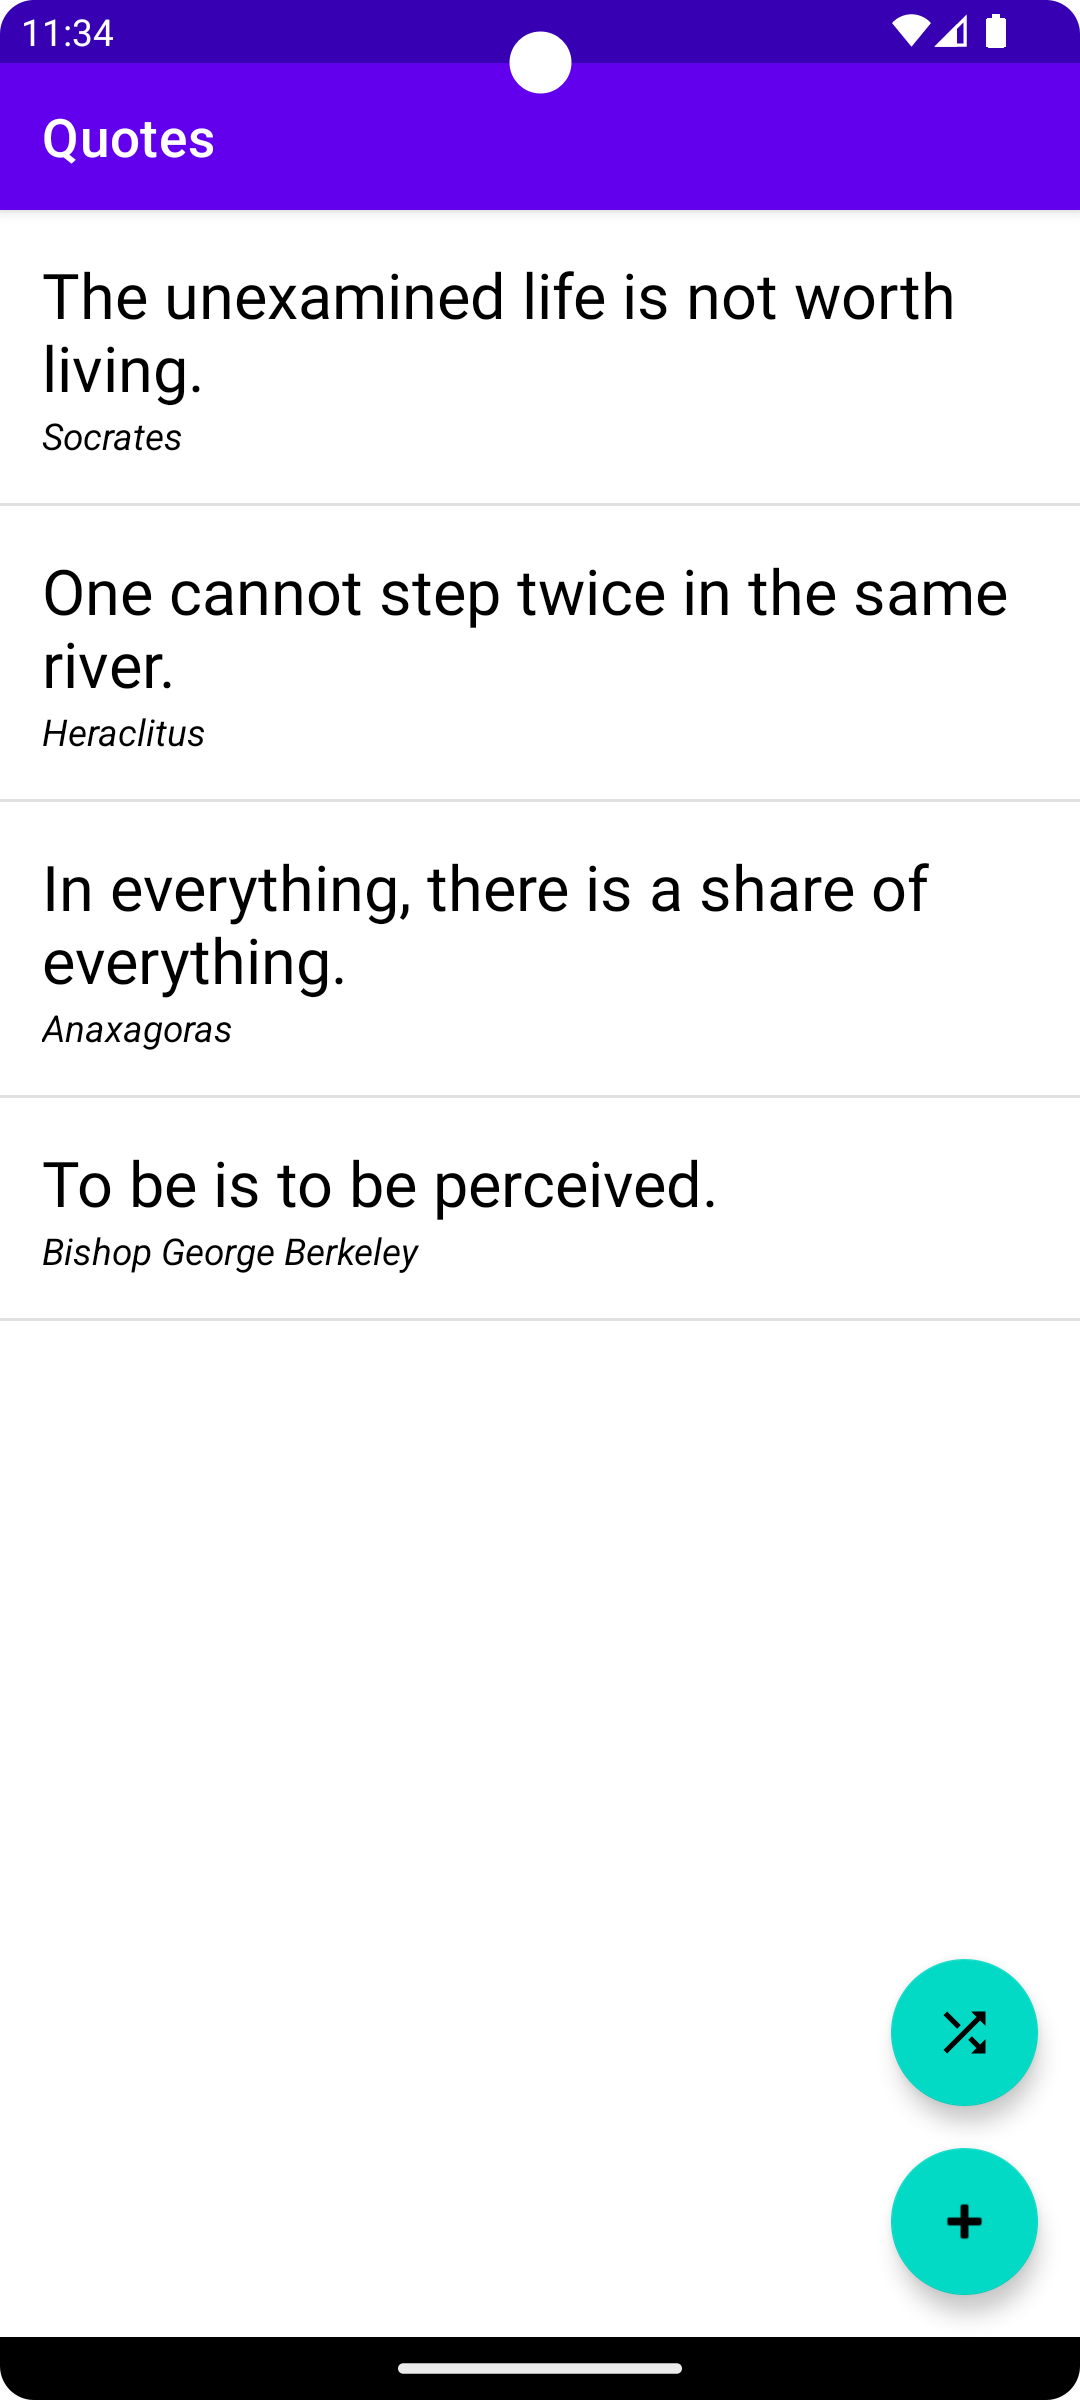 11:34
Quotes
The unexamined life is not worth
living.
Socrates
One cannot step twice in the same
river.
Heraclitus
In everything, there is a share of
everything.
Anaxagoras
To be is to be perceived.
Bishop George Berkeley